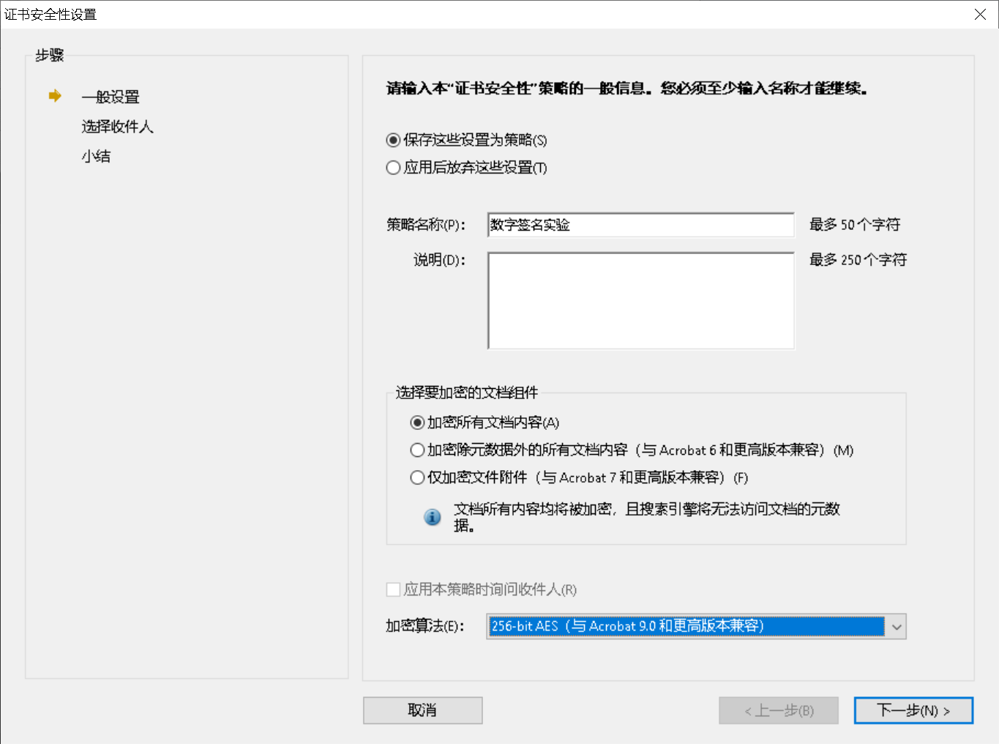 证书安全性设置
步骤
一般设置
选择收件人
小结
请输入本“证书安全性”策略的一般信息。您必须至少输入名称才能继续。
保存这些设置为策略(S)
应用后放弃这些设置(T)
策略名称(P)： 数字签名实验 最多 50 个字符
说明(D)： 最多 250 个字符
选择要加密的文档组件
加密所有文档内容(A)
加密除元数据外的所有文档内容（与 Acrobat 6 和更高版本兼容）(M)
仅加密文件附件（与 Acrobat 7 和更高版本兼容）(F)
文档所有内容均将被加密，且搜索引擎将无法访问文档的元数
据。
应用本策略时询问收件人(R)
加密算法(E)： 256-bit AES（与 Acrobat 9.0 和更高版本兼容）
取消 < 上一步(B) 下一步(N) >